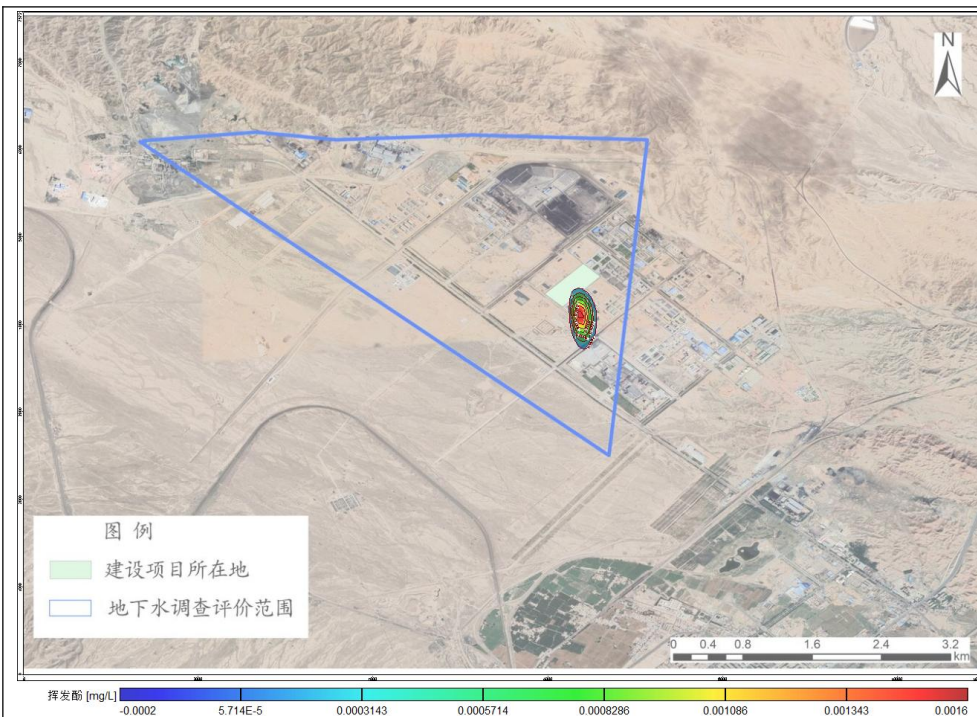 N
图 例
建设项目所在地
地下水调查评价范围
0 0.4 0.8 1.6 2.4 3.2
km
挥发酚 [mg/L]
-0.0002 5.714E-5 0.0003143 0.0005714 0.0008286 0.001086 0.001343 0.0016